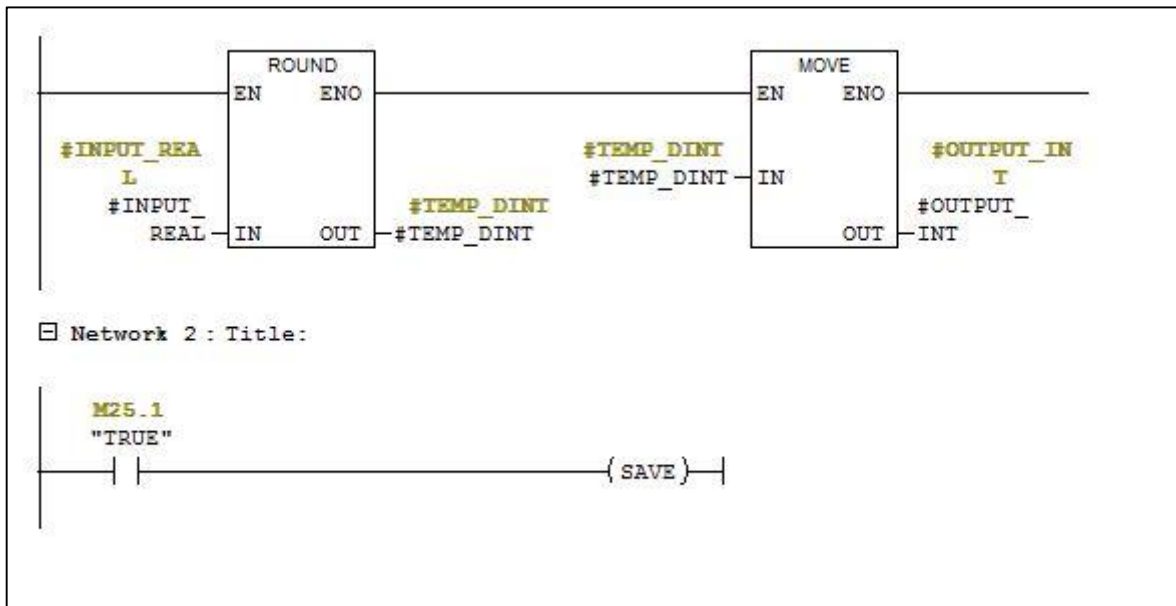 ROUND
MOVE
EN ENO
EN ENO
#INPUT_REA
L
#INPUT_
REAL
IN OUT
#TEMP_DINT
#TEMP_DINT
#TEMP_DINT
#TEMP_DINT
IN
OUT
#OUTPUT_IN
T
#OUTPUT_
INT
Network 2 : Title:
M25.1
"TRUE"
SAVE